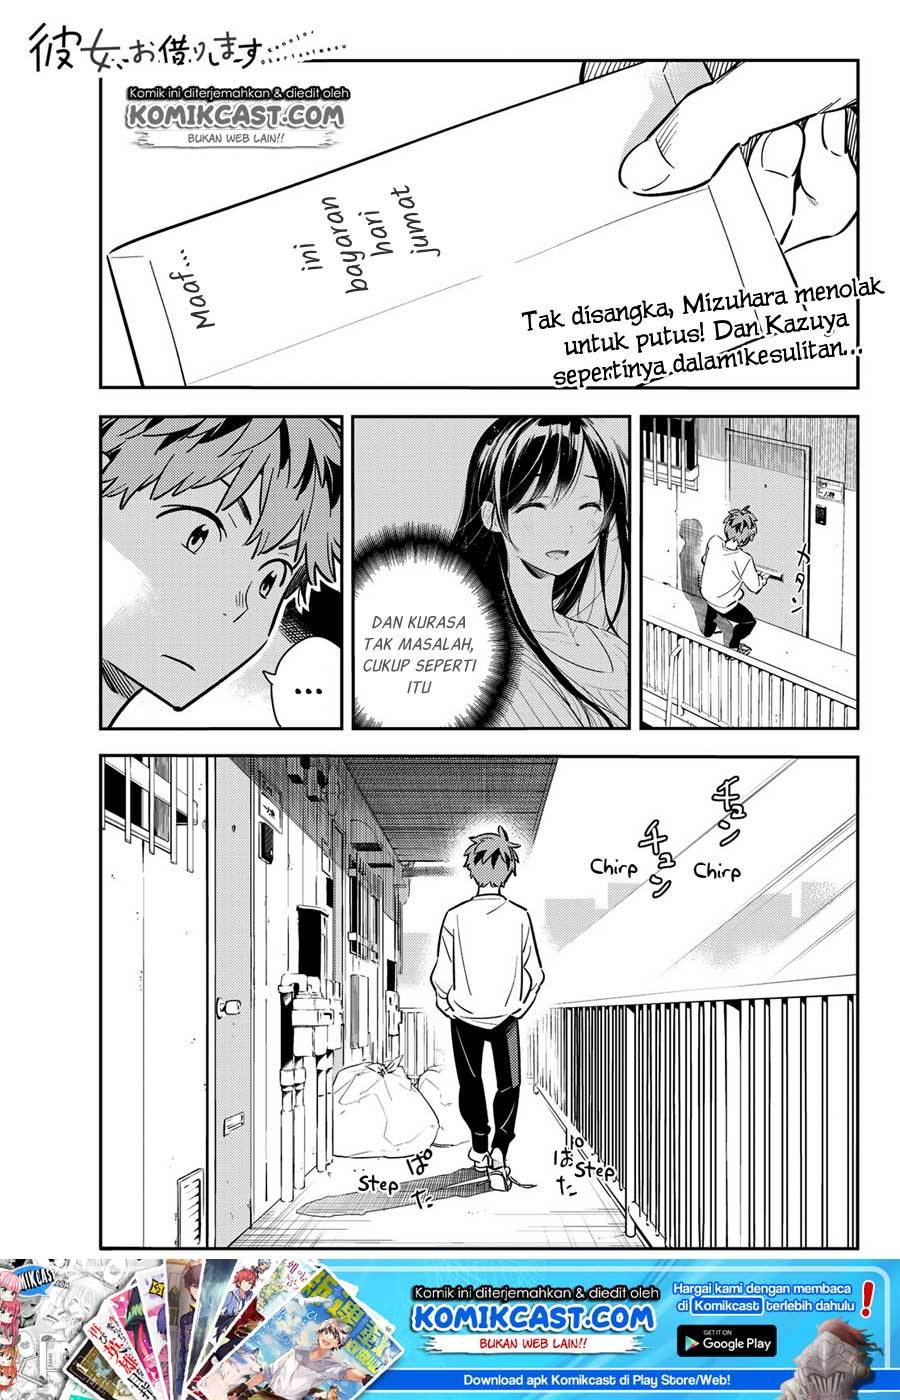 彼女、お借りします
Komik ini diterjemahkan & diedit oleh
KOMIKCAST.COM
BUKAN WEB LAIN!!
Maaf...
ini
bayaran
hari
jumat
Tak disangka, Mizuhara menolak
untuk putus! Dan Kazuya
sepertinya dalam kesulitan...
...
DAN KURASA
TAK MASALAH,
CUKUP SEPERTI
ITU
カタン
チュン
Chirp
チュン
Chirp
ぱた
Step
ぱた
Step
KOMIKCAST.COM
Komik ini diterjemahkan & diedit oleh
KOMIKCAST.COM
BUKAN WEB LAIN!!
Hargai kami dengan membaca
di Komikcast terlebih dahulu !
GET IT ON
Google Play
Download apk Komikcast di Play Store/Web!